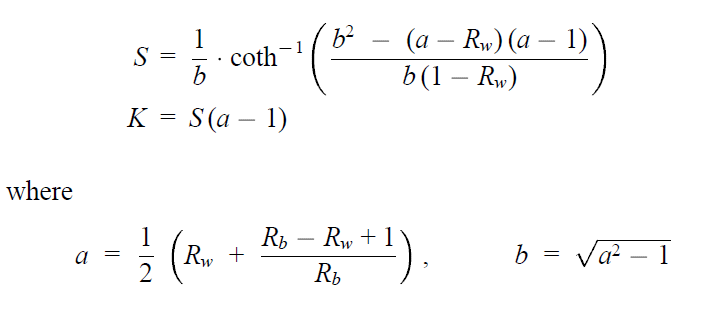 S = 1/b · coth⁻¹( (b² − (a − R_w)(a − 1)) / (b(1 − R_w)) )
K = S(a − 1)
where
a = 1/2 ( R_w + (R_b − R_w + 1) / R_b ) , b = √(a² − 1)